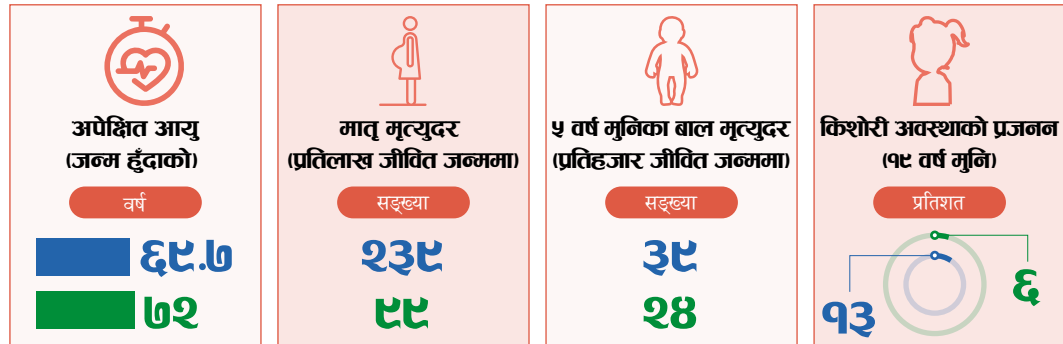 अपेक्षित आयु
(जन्म हुँदाको)
वर्ष
६९.७
७२
मातृ मृत्युदर
(प्रतिलाख जीवित जन्ममा)
सङ्ख्या
२३९
९९
५ वर्ष मुनिका बाल मृत्युदर
(प्रतिहजार जीवित जन्ममा)
सङ्ख्या
३९
२४
किशोरी अवस्थाको प्रजनन
(१९ वर्ष मुनि)
प्रतिशत
६
१३